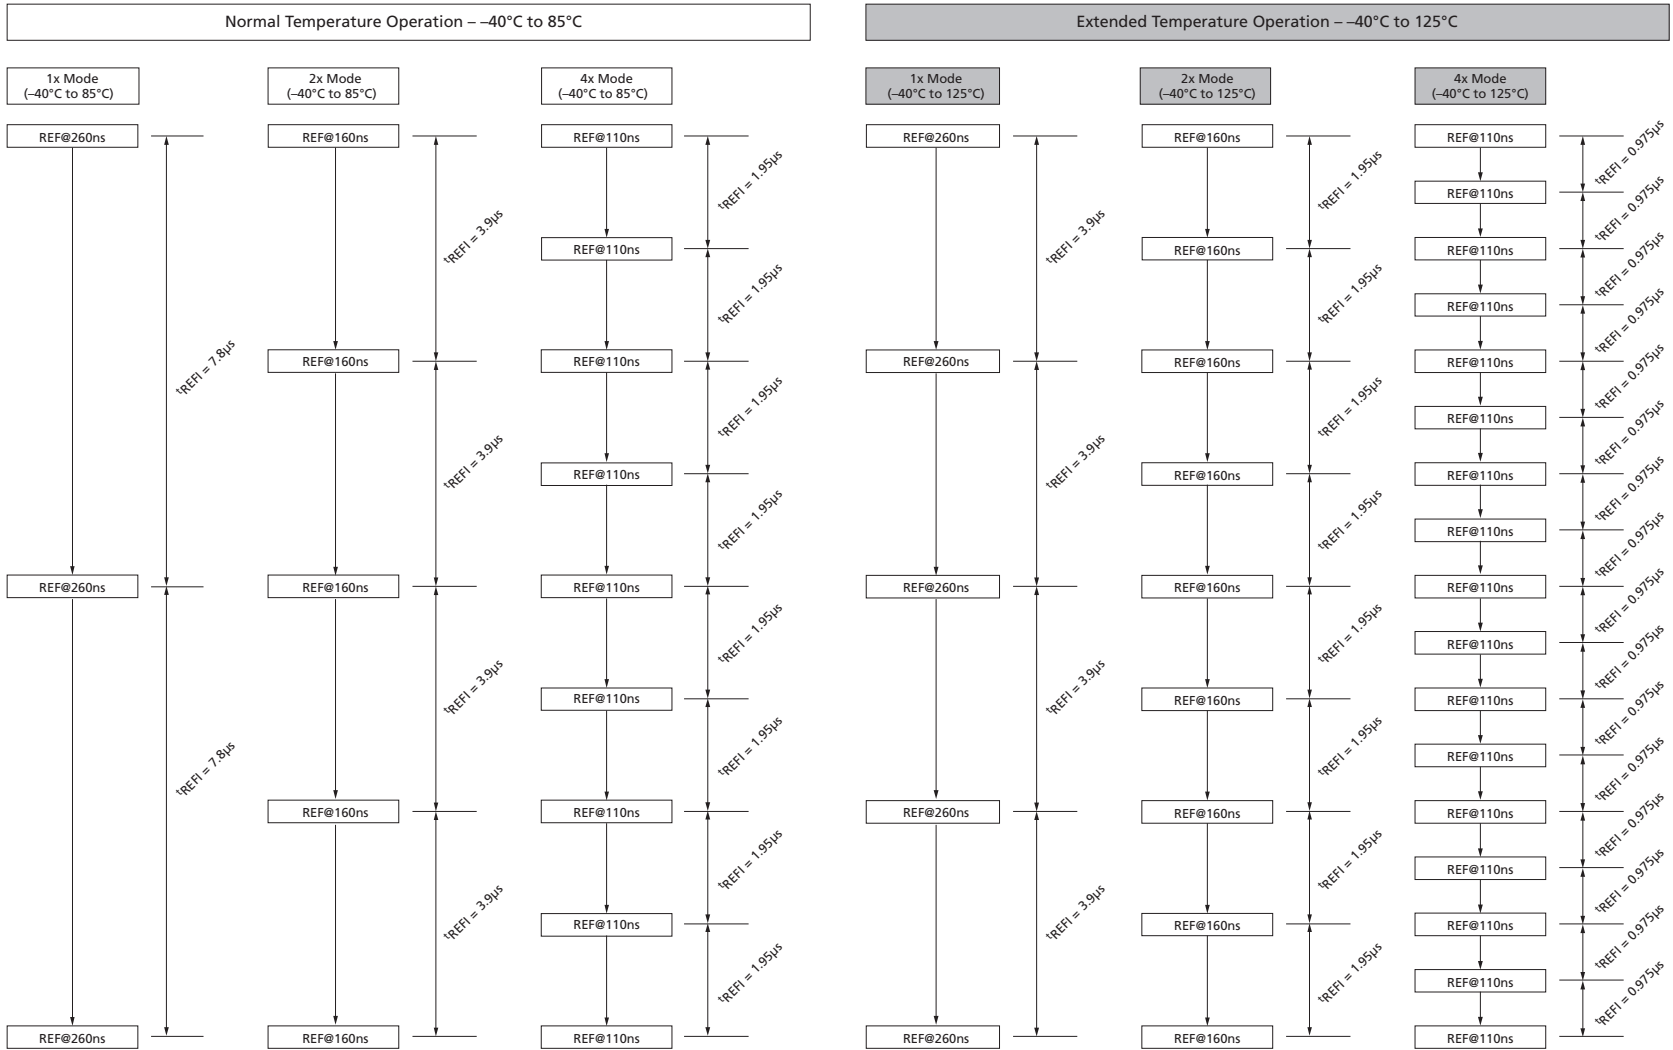 Normal Temperature Operation – –40°C to 85°C
1x Mode
(–40°C to 85°C)
REF@260ns
tREFI = 7.8µs
REF@260ns
tREFI = 7.8µs
REF@260ns
2x Mode
(–40°C to 85°C)
REF@160ns
tREFI = 3.9µs
REF@160ns
tREFI = 3.9µs
REF@160ns
tREFI = 3.9µs
REF@160ns
tREFI = 3.9µs
REF@160ns
4x Mode
(–40°C to 85°C)
REF@110ns
tREFI = 1.95µs
REF@110ns
tREFI = 1.95µs
REF@110ns
tREFI = 1.95µs
REF@110ns
tREFI = 1.95µs
REF@110ns
tREFI = 1.95µs
REF@110ns
tREFI = 1.95µs
REF@110ns
tREFI = 1.95µs
REF@110ns
tREFI = 1.95µs
REF@110ns
Extended Temperature Operation – –40°C to 125°C
1x Mode
(–40°C to 125°C)
REF@260ns
tREFI = 3.9µs
REF@260ns
tREFI = 3.9µs
REF@260ns
tREFI = 3.9µs
REF@260ns
tREFI = 3.9µs
REF@260ns
2x Mode
(–40°C to 125°C)
REF@160ns
tREFI = 1.95µs
REF@160ns
tREFI = 1.95µs
REF@160ns
tREFI = 1.95µs
REF@160ns
tREFI = 1.95µs
REF@160ns
tREFI = 1.95µs
REF@160ns
tREFI = 1.95µs
REF@160ns
tREFI = 1.95µs
REF@160ns
tREFI = 1.95µs
REF@160ns
4x Mode
(–40°C to 125°C)
REF@110ns
tREFI = 0.975µs
REF@110ns
tREFI = 0.975µs
REF@110ns
tREFI = 0.975µs
REF@110ns
tREFI = 0.975µs
REF@110ns
tREFI = 0.975µs
REF@110ns
tREFI = 0.975µs
REF@110ns
tREFI = 0.975µs
REF@110ns
tREFI = 0.975µs
REF@110ns
tREFI = 0.975µs
REF@110ns
tREFI = 0.975µs
REF@110ns
tREFI = 0.975µs
REF@110ns
tREFI = 0.975µs
REF@110ns
tREFI = 0.975µs
REF@110ns
tREFI = 0.975µs
REF@110ns
tREFI = 0.975µs
REF@110ns
tREFI = 0.975µs
REF@110ns